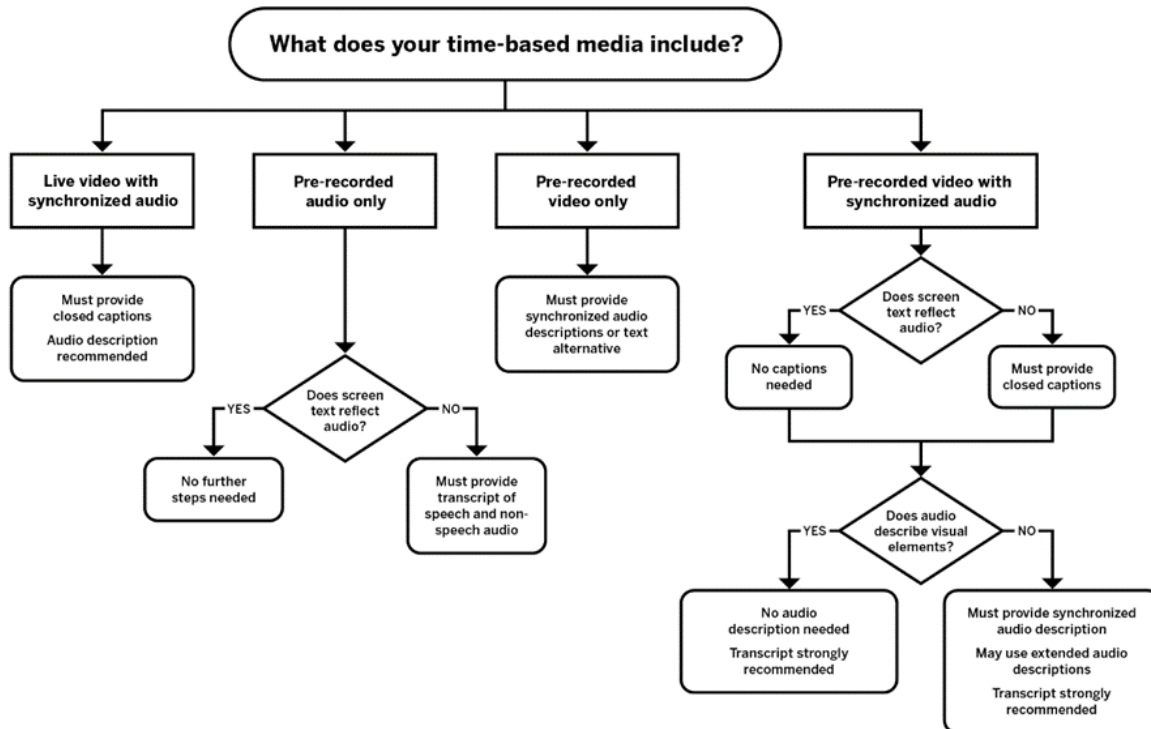 What does your time-based media include?
Live video with
synchronized audio
Must provide
closed captions
Audio description
recommended
Pre-recorded
audio only
Does screen
text reflect
audio?
YES
No further
steps needed
NO
Must provide
transcript of
speech and non-
speech audio
Pre-recorded
video only
Must provide
synchronized audio
descriptions or text
alternative
Pre-recorded video with
synchronized audio
Does screen
text reflect
audio?
YES
No captions
needed
NO
Must provide
closed captions
Does audio
describe visual
elements?
YES
No audio
description needed
Transcript strongly
recommended
NO
Must provide synchronized
audio description
May use extended audio
descriptions
Transcript strongly
recommended